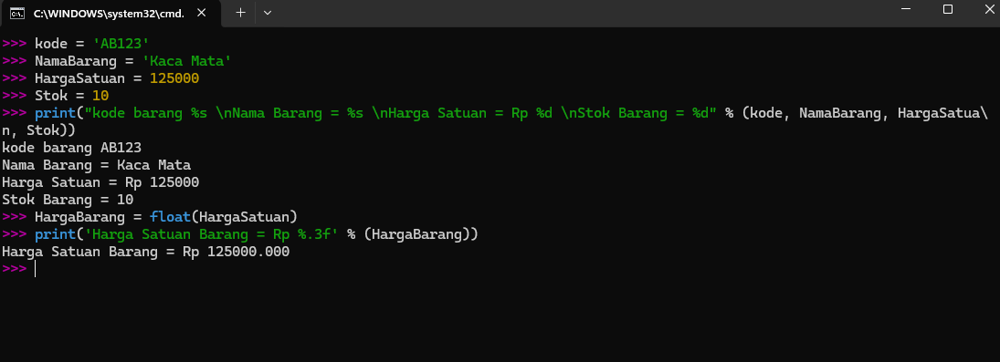 C:\WINDOWS\system32\cmd.
>>> kode = 'AB123'
>>> NamaBarang = 'Kaca Mata'
>>> HargaSatuan = 125000
>>> Stok = 10
>>> print("kode barang %s \nNama Barang = %s \nHarga Satuan = Rp %d \nStok Barang = %d" % (kode, NamaBarang, HargaSatua\
n, Stok))
kode barang AB123
Nama Barang = Kaca Mata
Harga Satuan = Rp 125000
Stok Barang = 10
>>> HargaBarang = float(HargaSatuan)
>>> print('Harga Satuan Barang = Rp %.3f' % (HargaBarang))
Harga Satuan Barang = Rp 125000.000
>>>